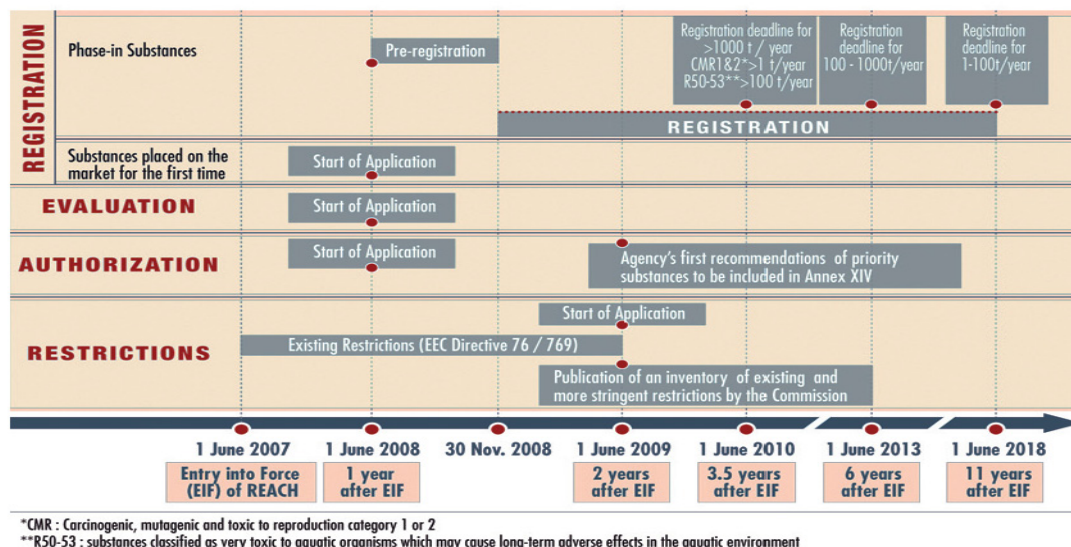 REGISTRATION
Phase-in Substances
Pre-registration
Registration deadline for
>1000 t / year
CMR1&2*>1 t/year
R50-53**>100 t/year
Registration
deadline for
100 - 1000t/year
Registration
deadline for
1-100t/year
REGISTRATION
Substances placed on the
market for the first time
Start of Application
EVALUATION
Start of Application
AUTHORIZATION
Start of Application
Agency's first recommendations of priority
substances to be included in Annex XIV
RESTRICTIONS
Start of Application
Existing Restrictions (EEC Directive 76 / 769)
Publication of an inventory of existing and
more stringent restrictions by the Commission
1 June 2007
1 June 2008
30 Nov. 2008
1 June 2009
1 June 2010
1 June 2013
1 June 2018
Entry into Force
(EIF) of REACH
1 year
after EIF
2 years
after EIF
3.5 years
after EIF
6 years
after EIF
11 years
after EIF
*CMR : Carcinogenic, mutagenic and toxic to reproduction category 1 or 2
**R50-53 : substances classified as very toxic to aquatic organisms which may cause long-term adverse effects in the aquatic environment